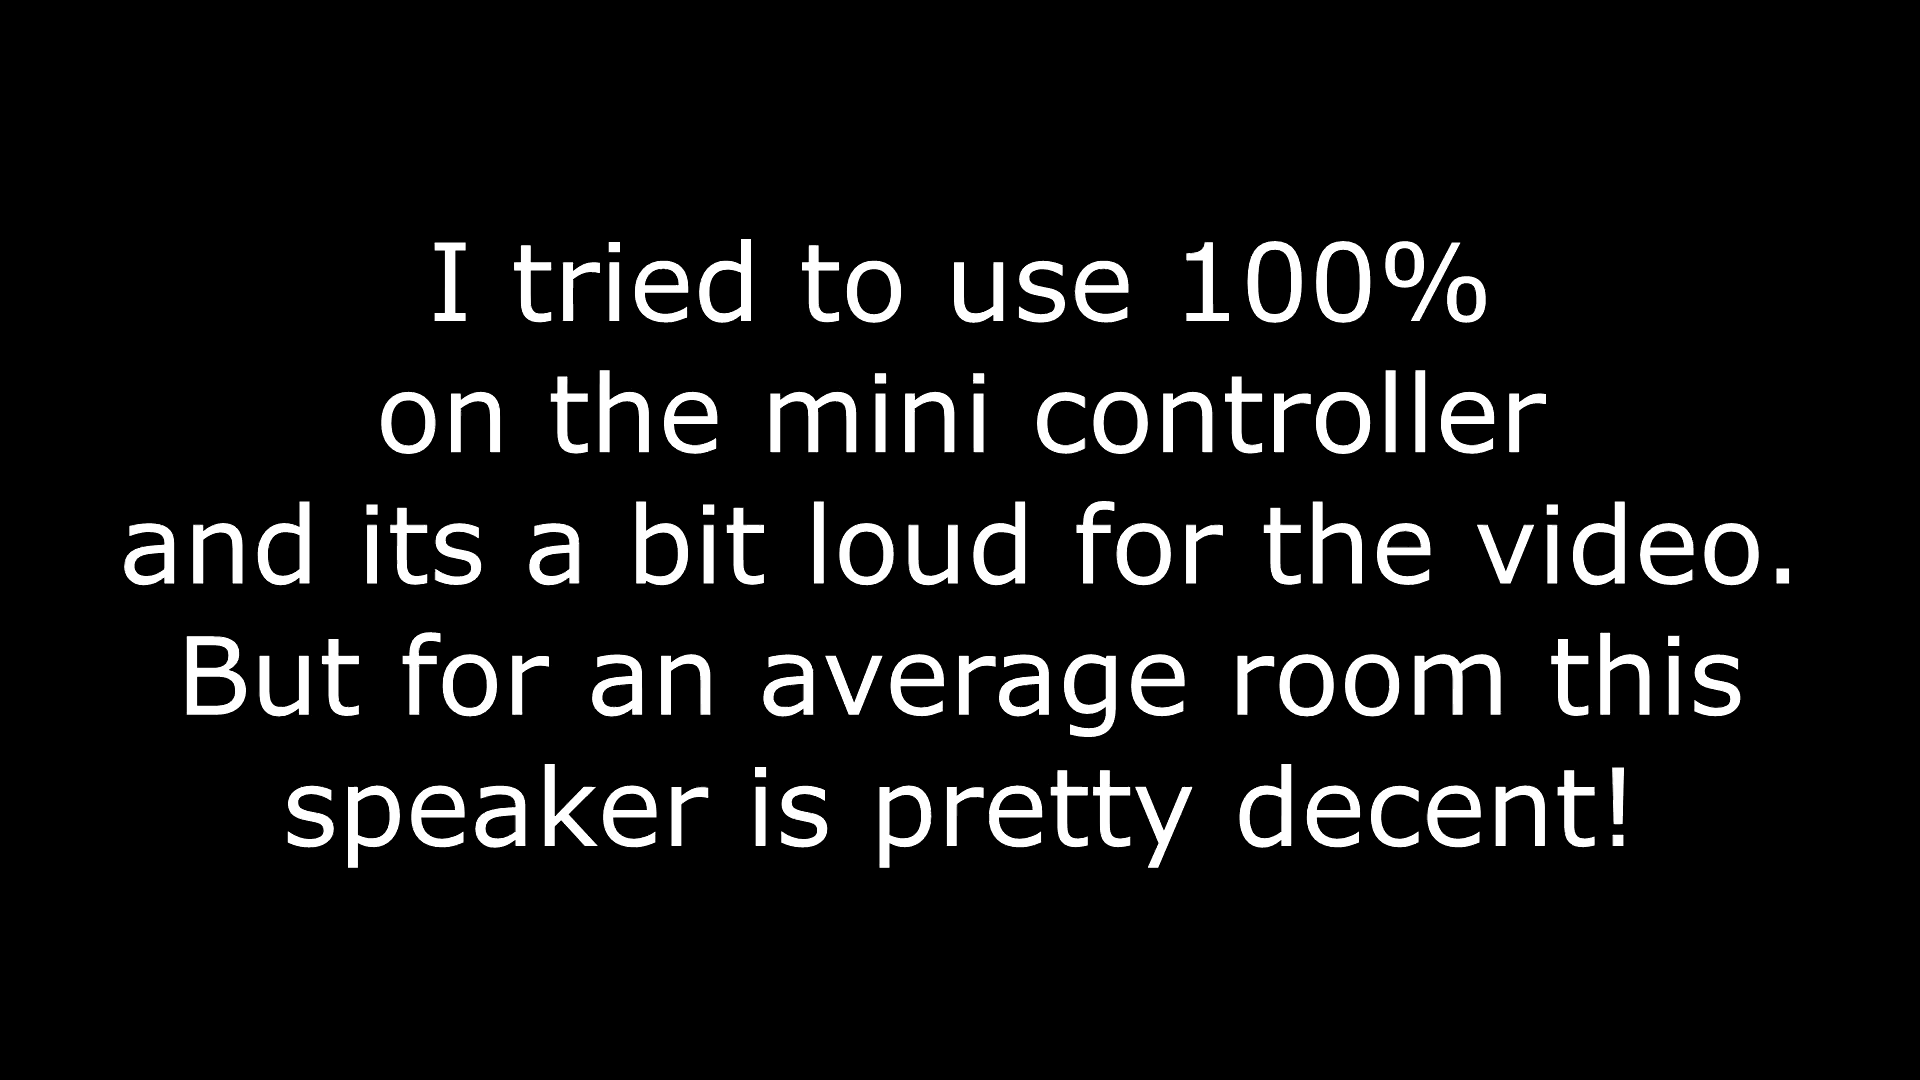 I tried to use 100%
on the mini controller
and its a bit loud for the video.
But for an average room this
speaker is pretty decent!